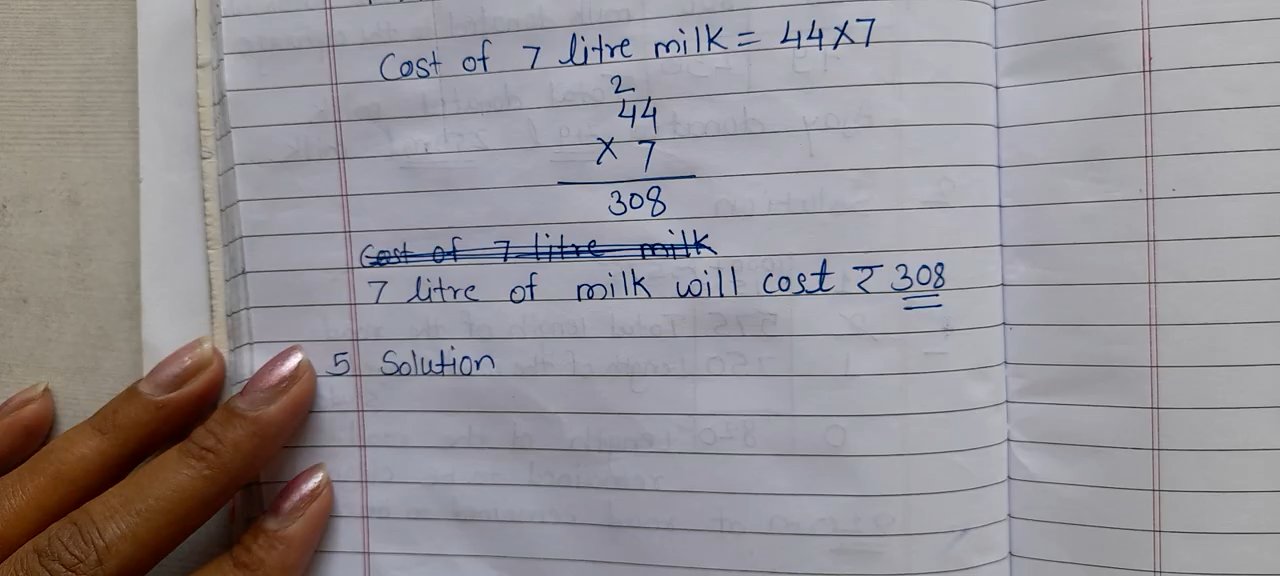 Cost of 7 litre milk = 44×7
2
44
× 7
308
Cost of 7 litre milk
7 litre of milk will cost ₹ 308
5 Solution